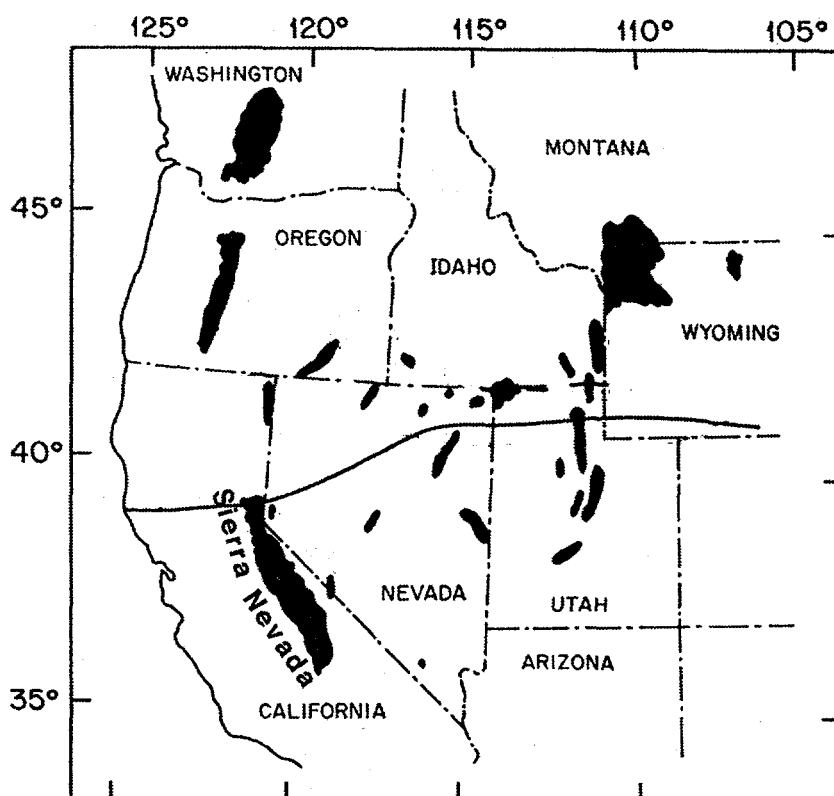 125° 120° 115° 110° 105°
WASHINGTON
MONTANA
45°
OREGON
IDAHO
WYOMING
40°
Sierra Nevada
NEVADA
UTAH
ARIZONA
35°
CALIFORNIA